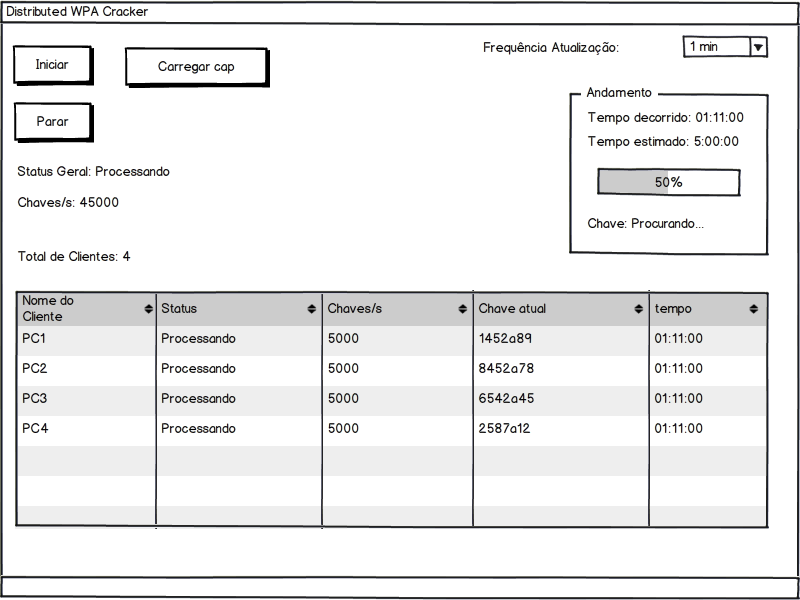 Distributed WPA Cracker
Iniciar
Carregar cap
Frequência Atualização:
1 min
Parar
Andamento
Tempo decorrido: 01:11:00
Tempo estimado: 5:00:00
50%
Chave: Procurando...
Status Geral: Processando
Chaves/s: 45000
Total de Clientes: 4
Nome do
Cliente
Status
Chaves/s
Chave atual
tempo
PC1 Processando 5000 1452a89 01:11:00
PC2 Processando 5000 8452a78 01:11:00
PC3 Processando 5000 6542a45 01:11:00
PC4 Processando 5000 2587a12 01:11:00